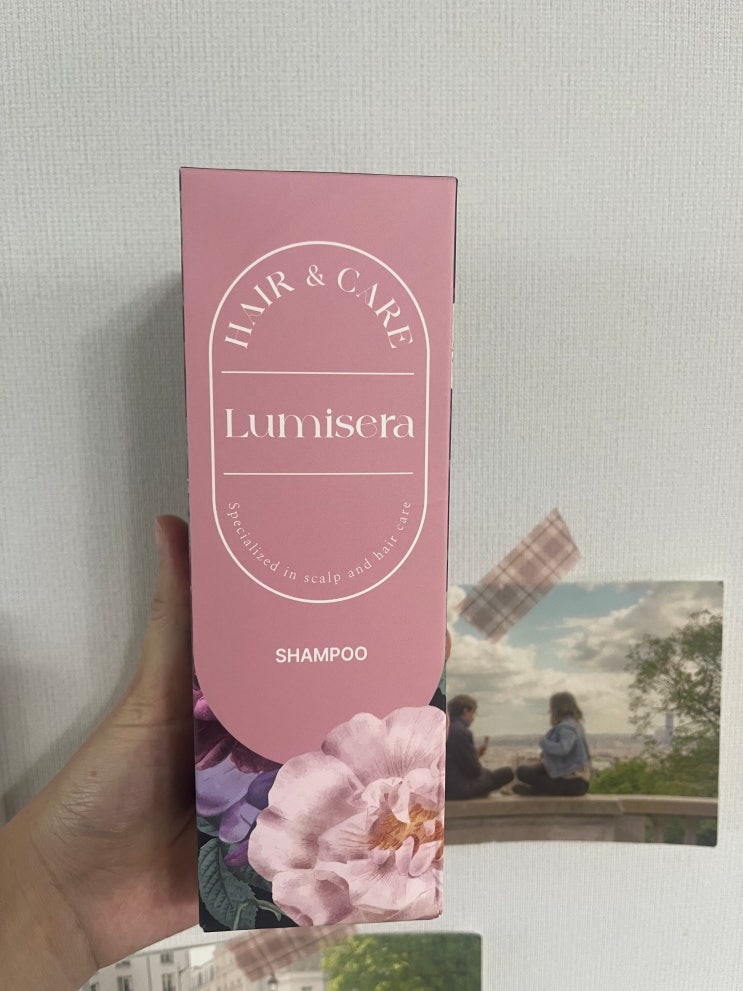 HAIR & CARE
Lumisera
Specialized in scalp and hair care
SHAMPOO